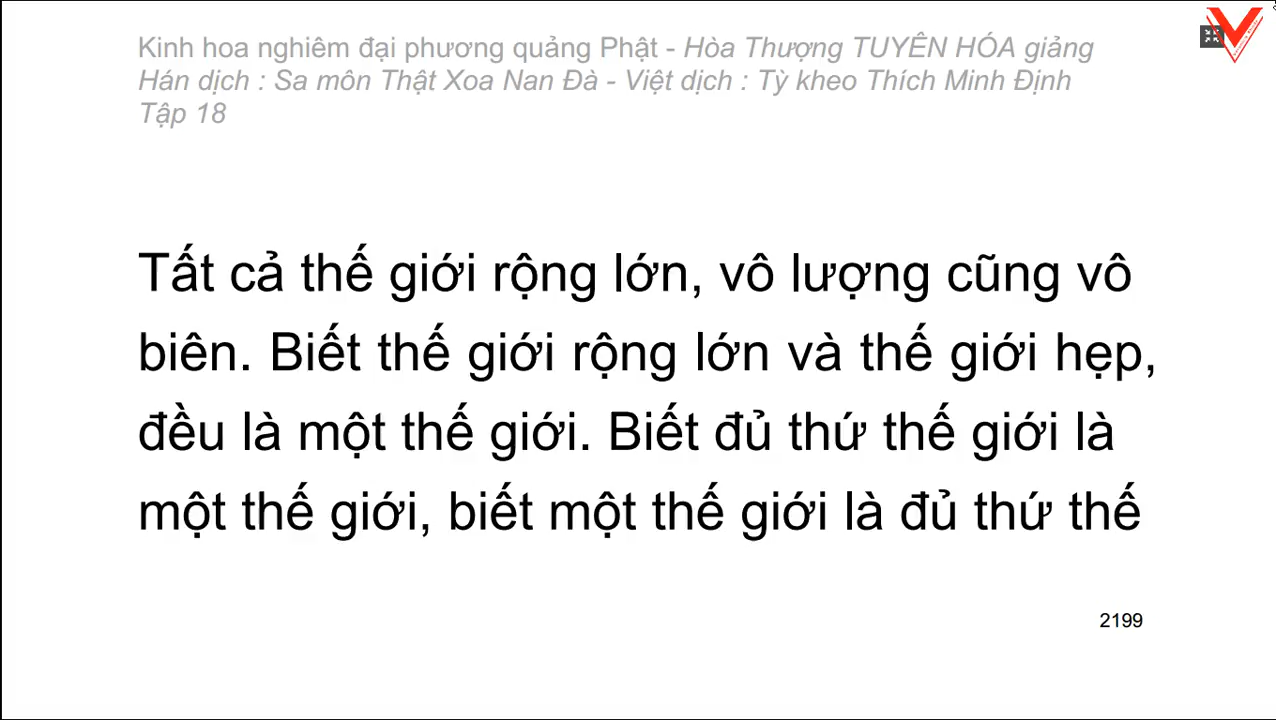 Kinh hoa nghiêm đại phương quảng Phật - Hòa Thượng TUYÊN HÓA giảng
Hán dịch : Sa môn Thật Xoa Nan Đà - Việt dịch : Tỳ kheo Thích Minh Định
Tập 18
Tất cả thế giới rộng lớn, vô lượng cũng vô
biên. Biết thế giới rộng lớn và thế giới hẹp,
đều là một thế giới. Biết đủ thứ thế giới là
một thế giới, biết một thế giới là đủ thứ thế
2199